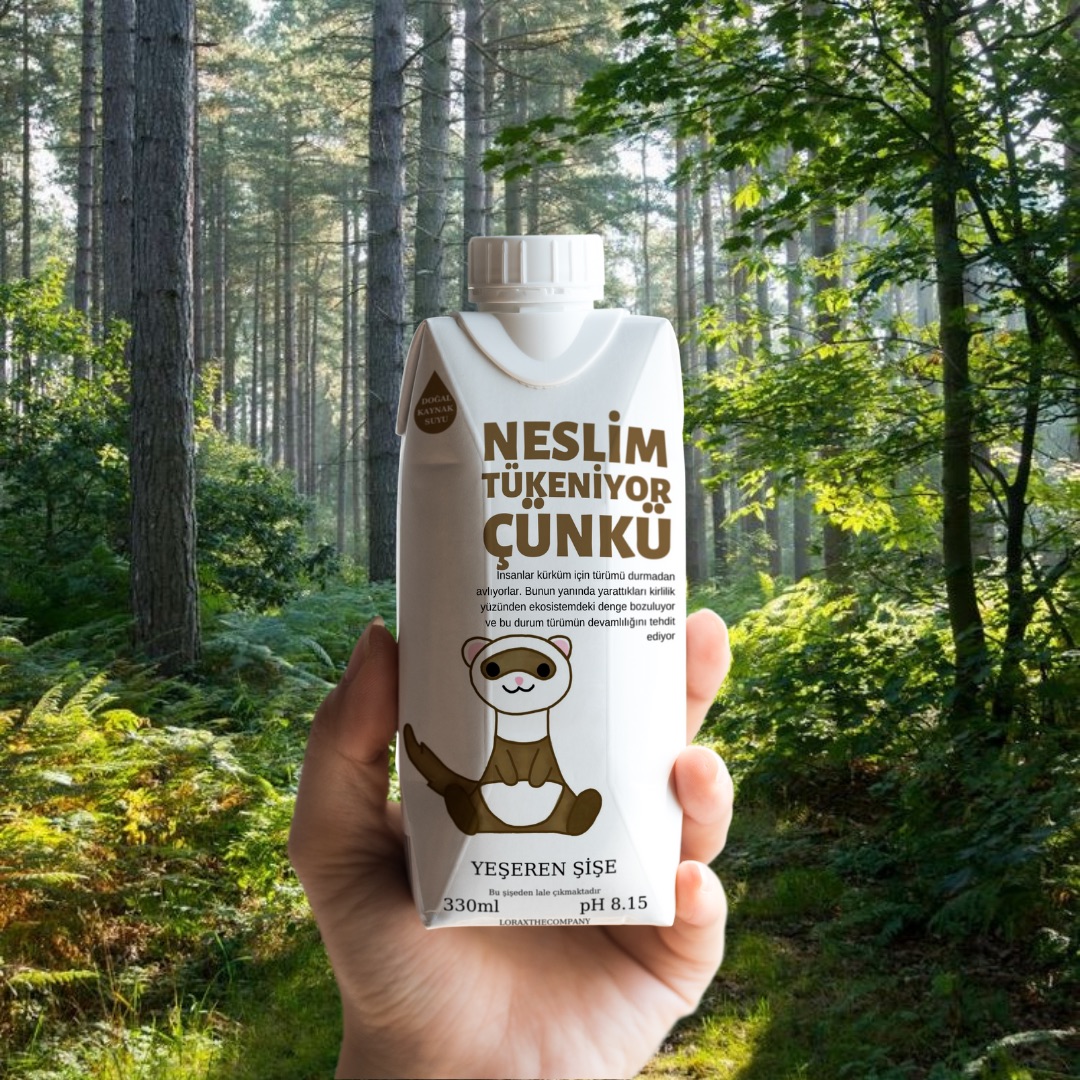 DOĞAL
KAYNAK
SUYU
NESLİM
TÜKENİYOR
ÇÜNKÜ
İnsanlar kürküm için türümü durmadan
avlıyorlar. Bunun yanında yarattıkları kirlilik
yüzünden ekosistemdeki denge bozuluyor
ve bu durum türümün devamlılığını tehdit
ediyor
YEŞEREN ŞİŞE
Bu şişeden lale çıkmaktadır
330ml pH 8.15
LORAXTHECOMPANY